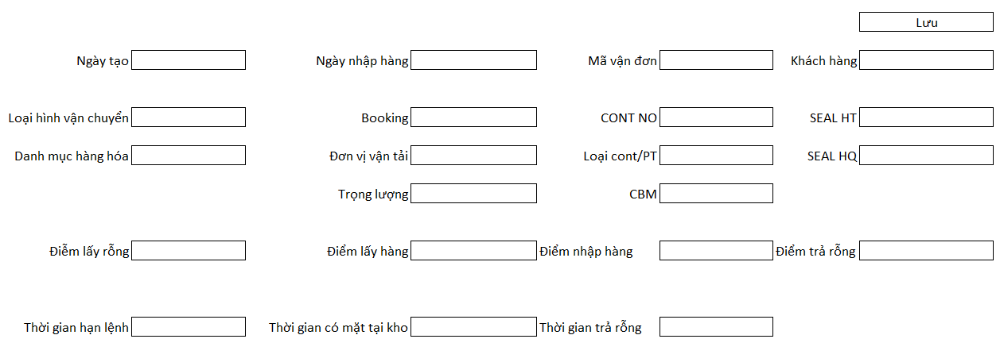 Lưu
Ngày tạo Ngày nhập hàng Mã vận đơn Khách hàng
Loại hình vận chuyển Booking CONT NO SEAL HT
Danh mục hàng hóa Đơn vị vận tải Loại cont/PT SEAL HQ
Trọng lượng CBM
Điễm lấy rỗng Điểm lấy hàng Điểm nhập hàng Điểm trả rỗng
Thời gian hạn lệnh Thời gian có mặt tại kho Thời gian trả rỗng